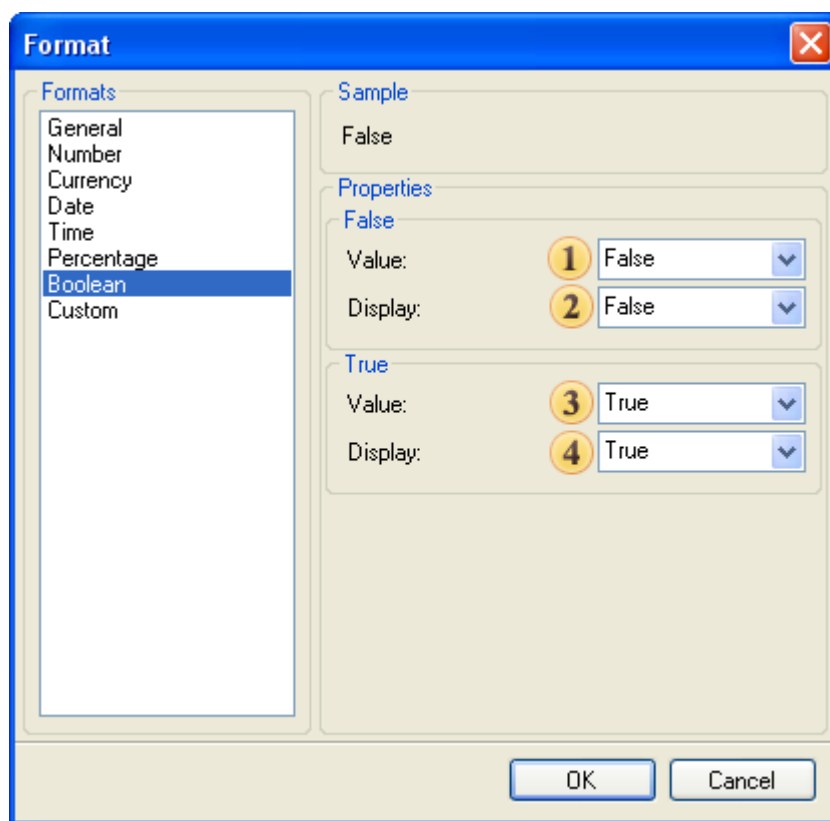 Format
Formats
General
Number
Currency
Date
Time
Percentage
Boolean
Custom
Sample
False
Properties
False
Value: 1 False
Display: 2 False
True
Value: 3 True
Display: 4 True
OK Cancel